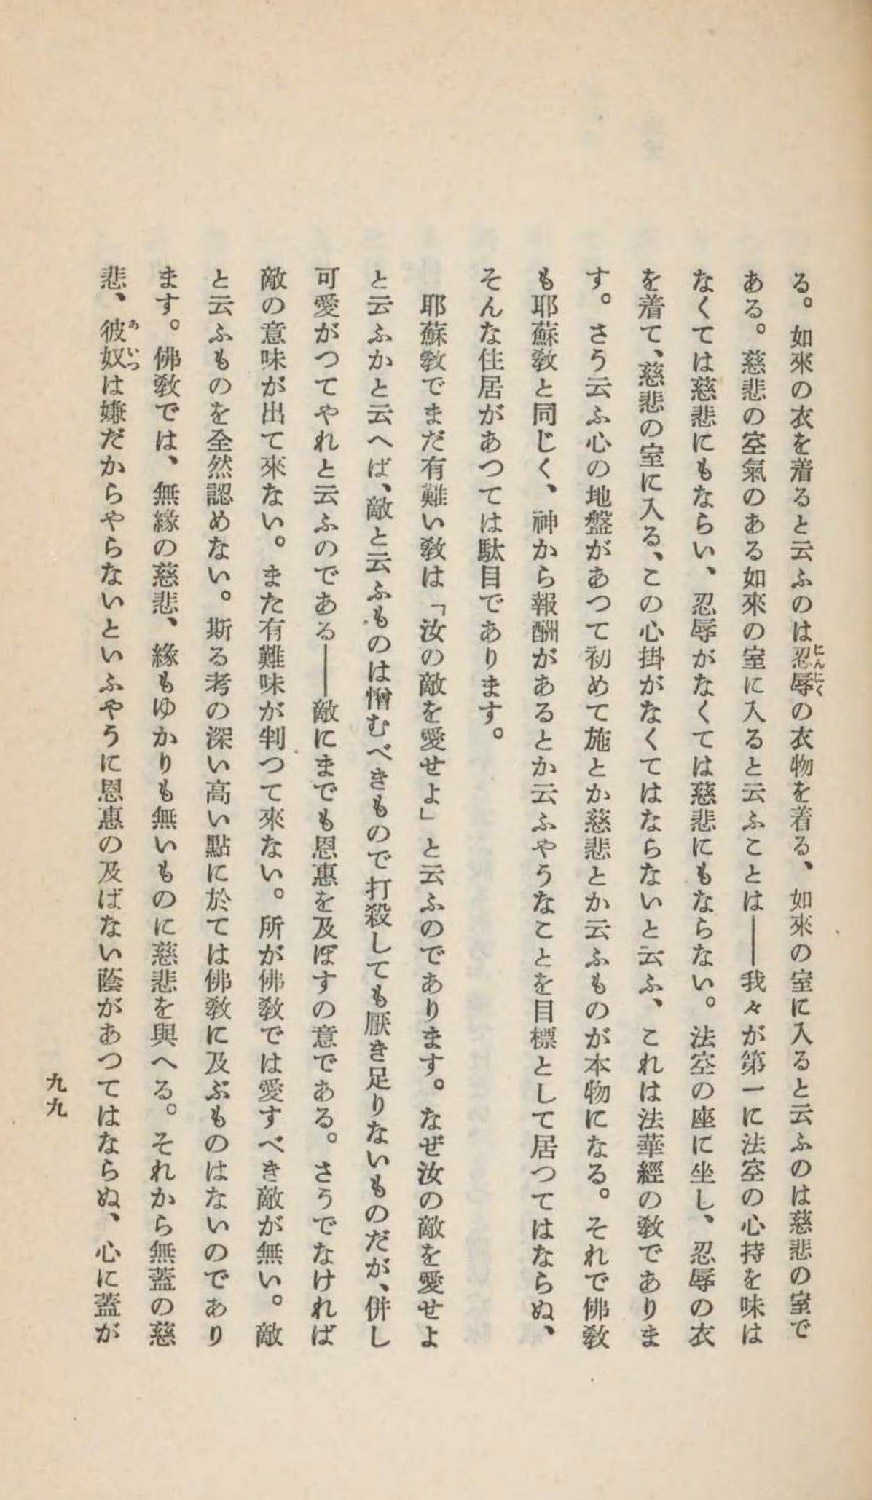 る。如來の衣を着ると云ふのは忍辱の衣物を着る、如來の室に入ると云ふのは慈悲の室で
ある。慈悲の空氣のある如來の室に入ると云ふことは――我々が第一に法空の心持を味は
なくては慈悲にもならい、忍辱がなくては慈悲にもならない。法空の座に坐し、忍辱の衣
を着て、慈悲の室に入る、この心掛がなくてはならないと云ふ、これは法華經の敎でありま
す。さう云ふ心の地盤があつて初めて施とか慈悲とか云ふものが本物になる。それで佛敎
も耶蘇敎と同じく、神から報酬があるとか云ふやうなことを目標として居つてはならぬ、
そんな住居があつては駄目であります。
耶蘇敎でまだ有難い敎は「汝の敵を愛せよ」と云ふのであります。なぜ汝の敵を愛せよ
と云ふかと云へば、敵と云ふものは憎むべきもので打殺しても厭き足りないものだが、併し
可愛がつてやれと云ふのである――敵にまでも恩惠を及ぼすの意である。さうでなければ
敵の意味が出て來ない。また有難味が判つて來ない。所が佛敎では愛すべき敵が無い。敵
と云ふものを全然認めない。斯る考の深い高い點に於ては佛敎に及ぶものはないのであり
ます。佛敎では、無緣の慈悲、緣もゆかりも無いものに慈悲を與へる。それから無蓋の慈
悲、彼奴は嫌だからやらないといふやうに恩惠の及ばない蔭があつてはならぬ、心に蓋が
九九